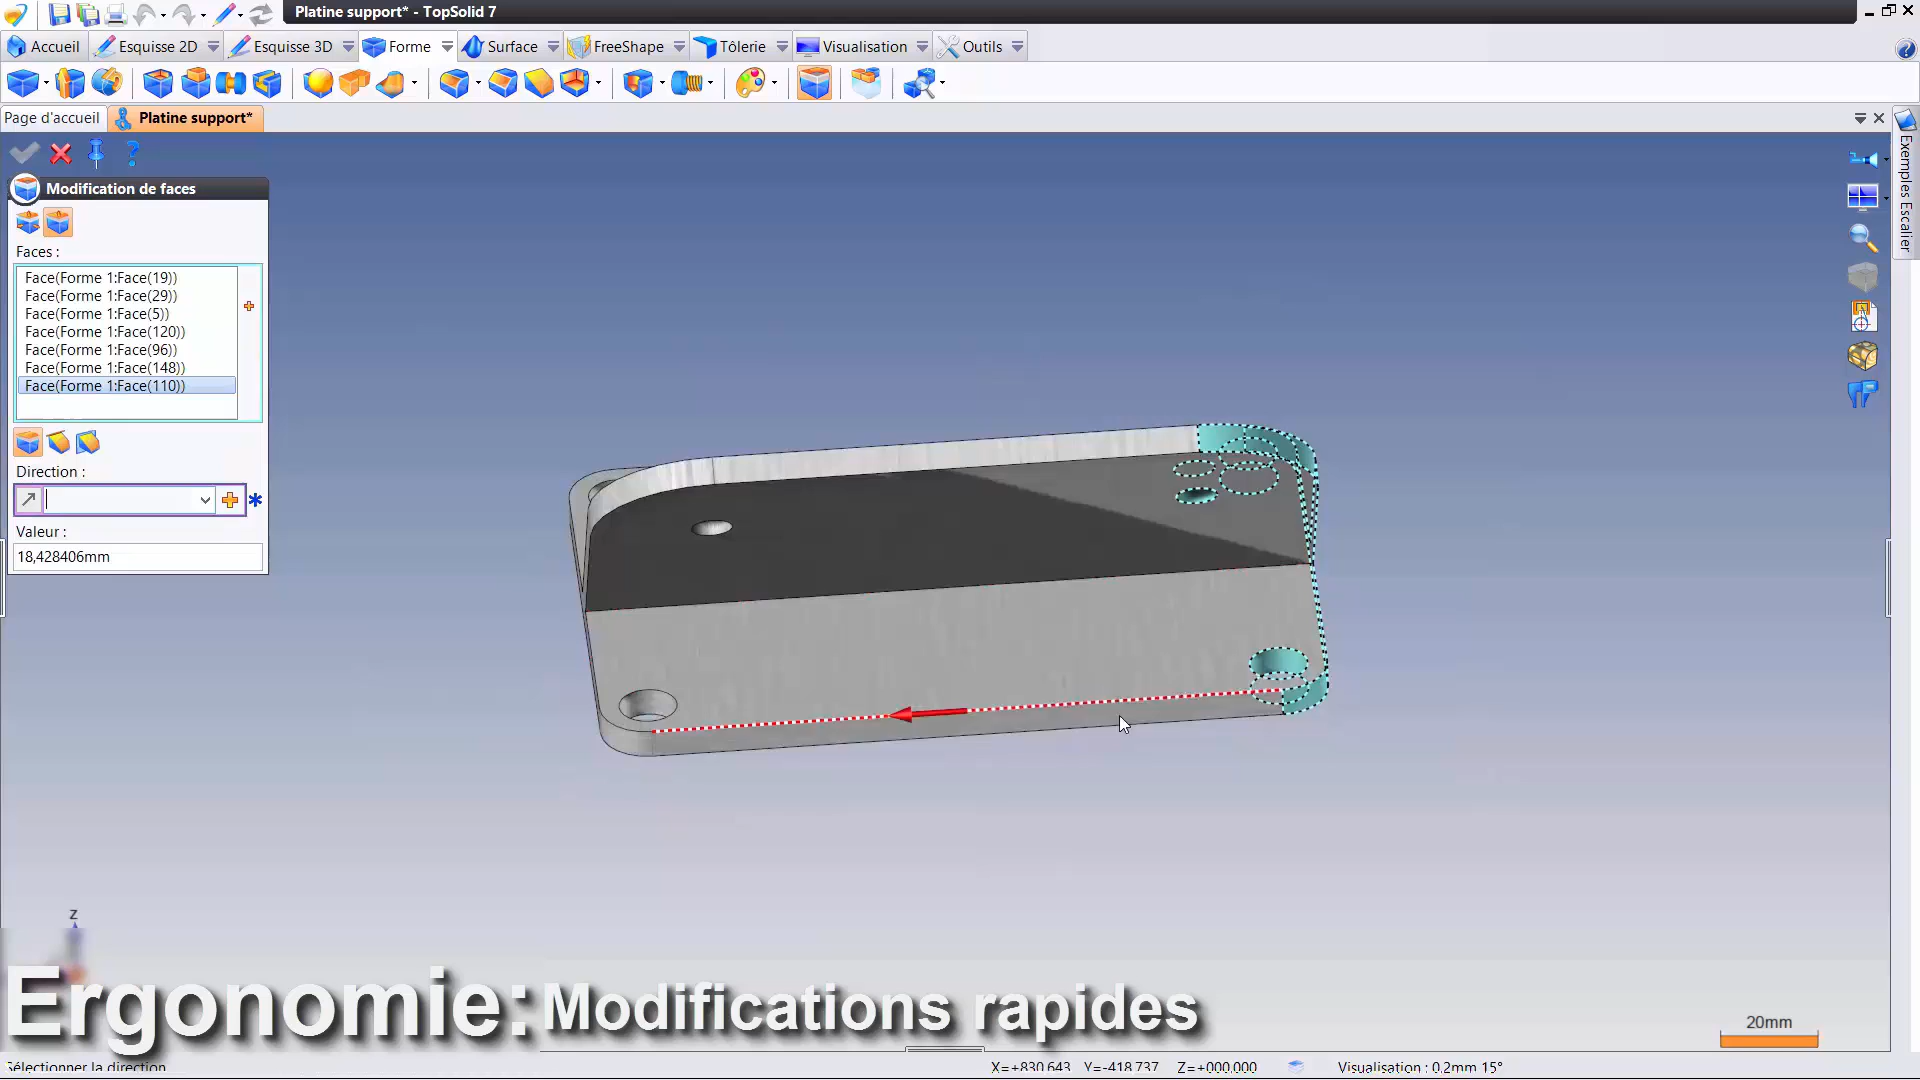 Platine support* - TopSolid 7
Accueil
Esquisse 2D
Esquisse 3D
Forme
Surface
FreeShape
Tôlerie
Visualisation
Outils
Page d'accueil
Platine support*
Exemples Escalier
Modification de faces
Faces :
Face(Forme 1:Face(19))
Face(Forme 1:Face(29))
Face(Forme 1:Face(5))
Face(Forme 1:Face(120))
Face(Forme 1:Face(96))
Face(Forme 1:Face(148))
Face(Forme 1:Face(110))
Direction :
Valeur :
18,428406mm
Z
Ergonomie: Modifications rapides
20mm
Sélectionner la direction
X=+830,643 Y=-418,737 Z=+000,000
Visualisation : 0.2mm 15°